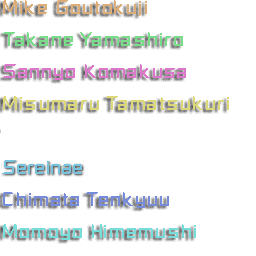 Mike Goutokuji
Takane Yamashiro
Sannyo Komakusa
Misumaru Tamatsukuri
Sereinae
Chimata Tenkyuu
Momoyo Himemushi